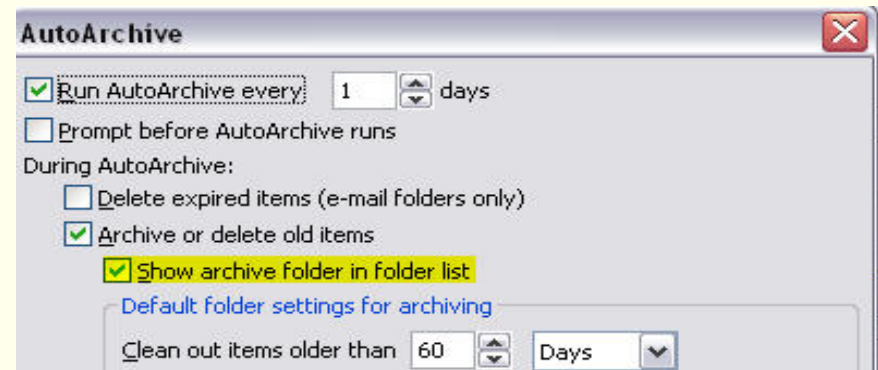 AutoArchive
Run AutoArchive every 1 days
Prompt before AutoArchive runs
During AutoArchive:
Delete expired items (e-mail folders only)
Archive or delete old items
Show archive folder in folder list
Default folder settings for archiving
Clean out items older than 60 Days